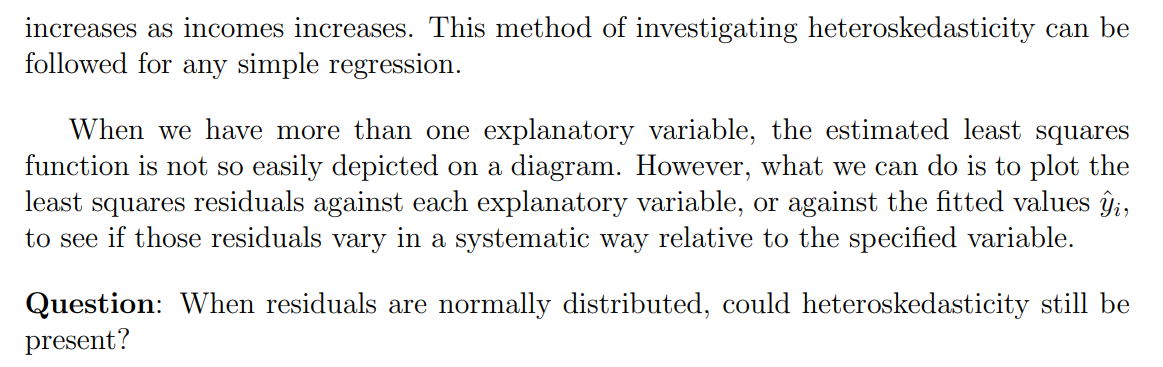 increases as incomes increases. This method of investigating heteroskedasticity can be
followed for any simple regression.
When we have more than one explanatory variable, the estimated least squares
function is not so easily depicted on a diagram. However, what we can do is to plot the
least squares residuals against each explanatory variable, or against the fitted values ŷᵢ,
to see if those residuals vary in a systematic way relative to the specified variable.
Question: When residuals are normally distributed, could heteroskedasticity still be
present?